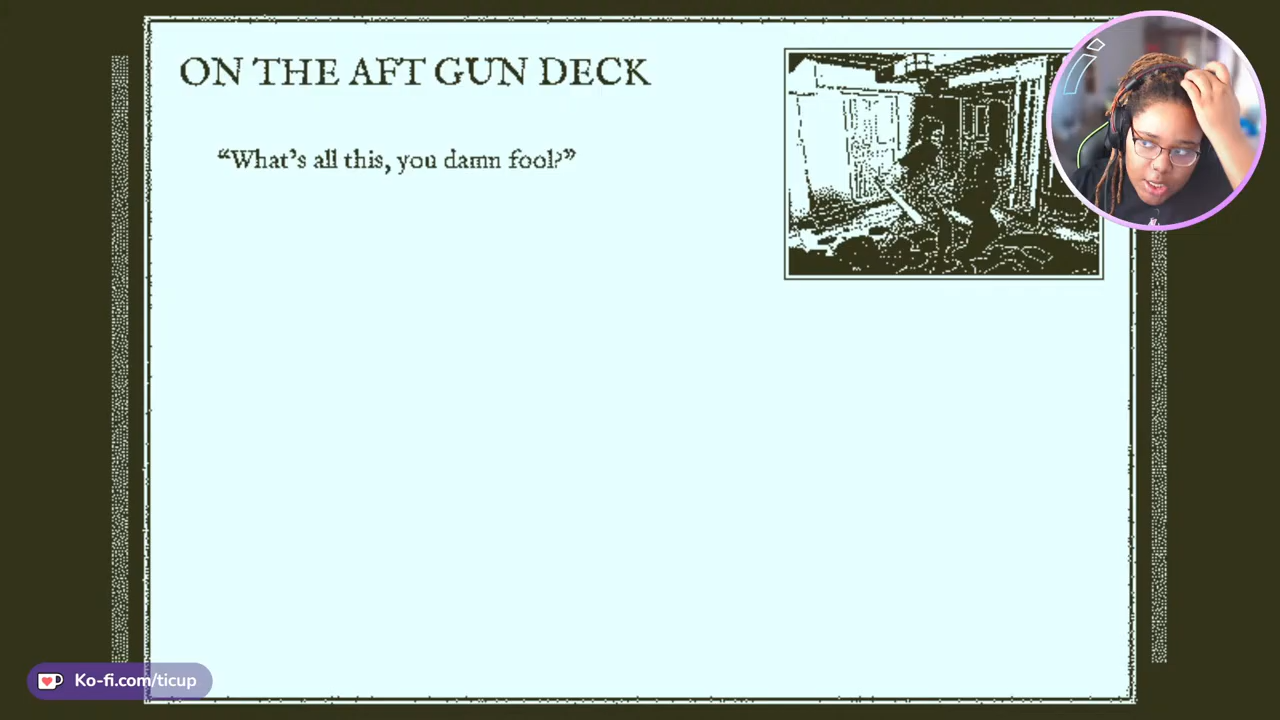 ON THE AFT GUN DECK
“What’s all this, you damn fool?”
Ko-fi.com/ticup